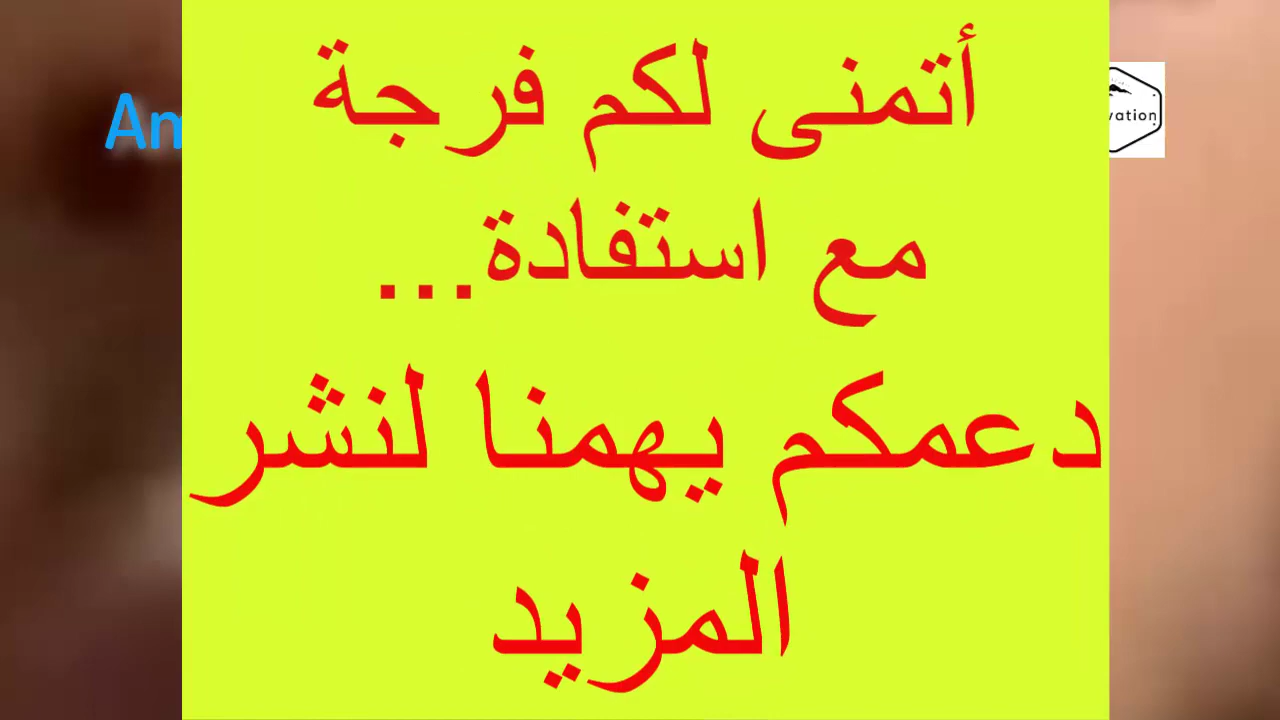 أتمنى لكم فرجة
مع استفادة...
دعمكم يهمنا لنشر
المزيد